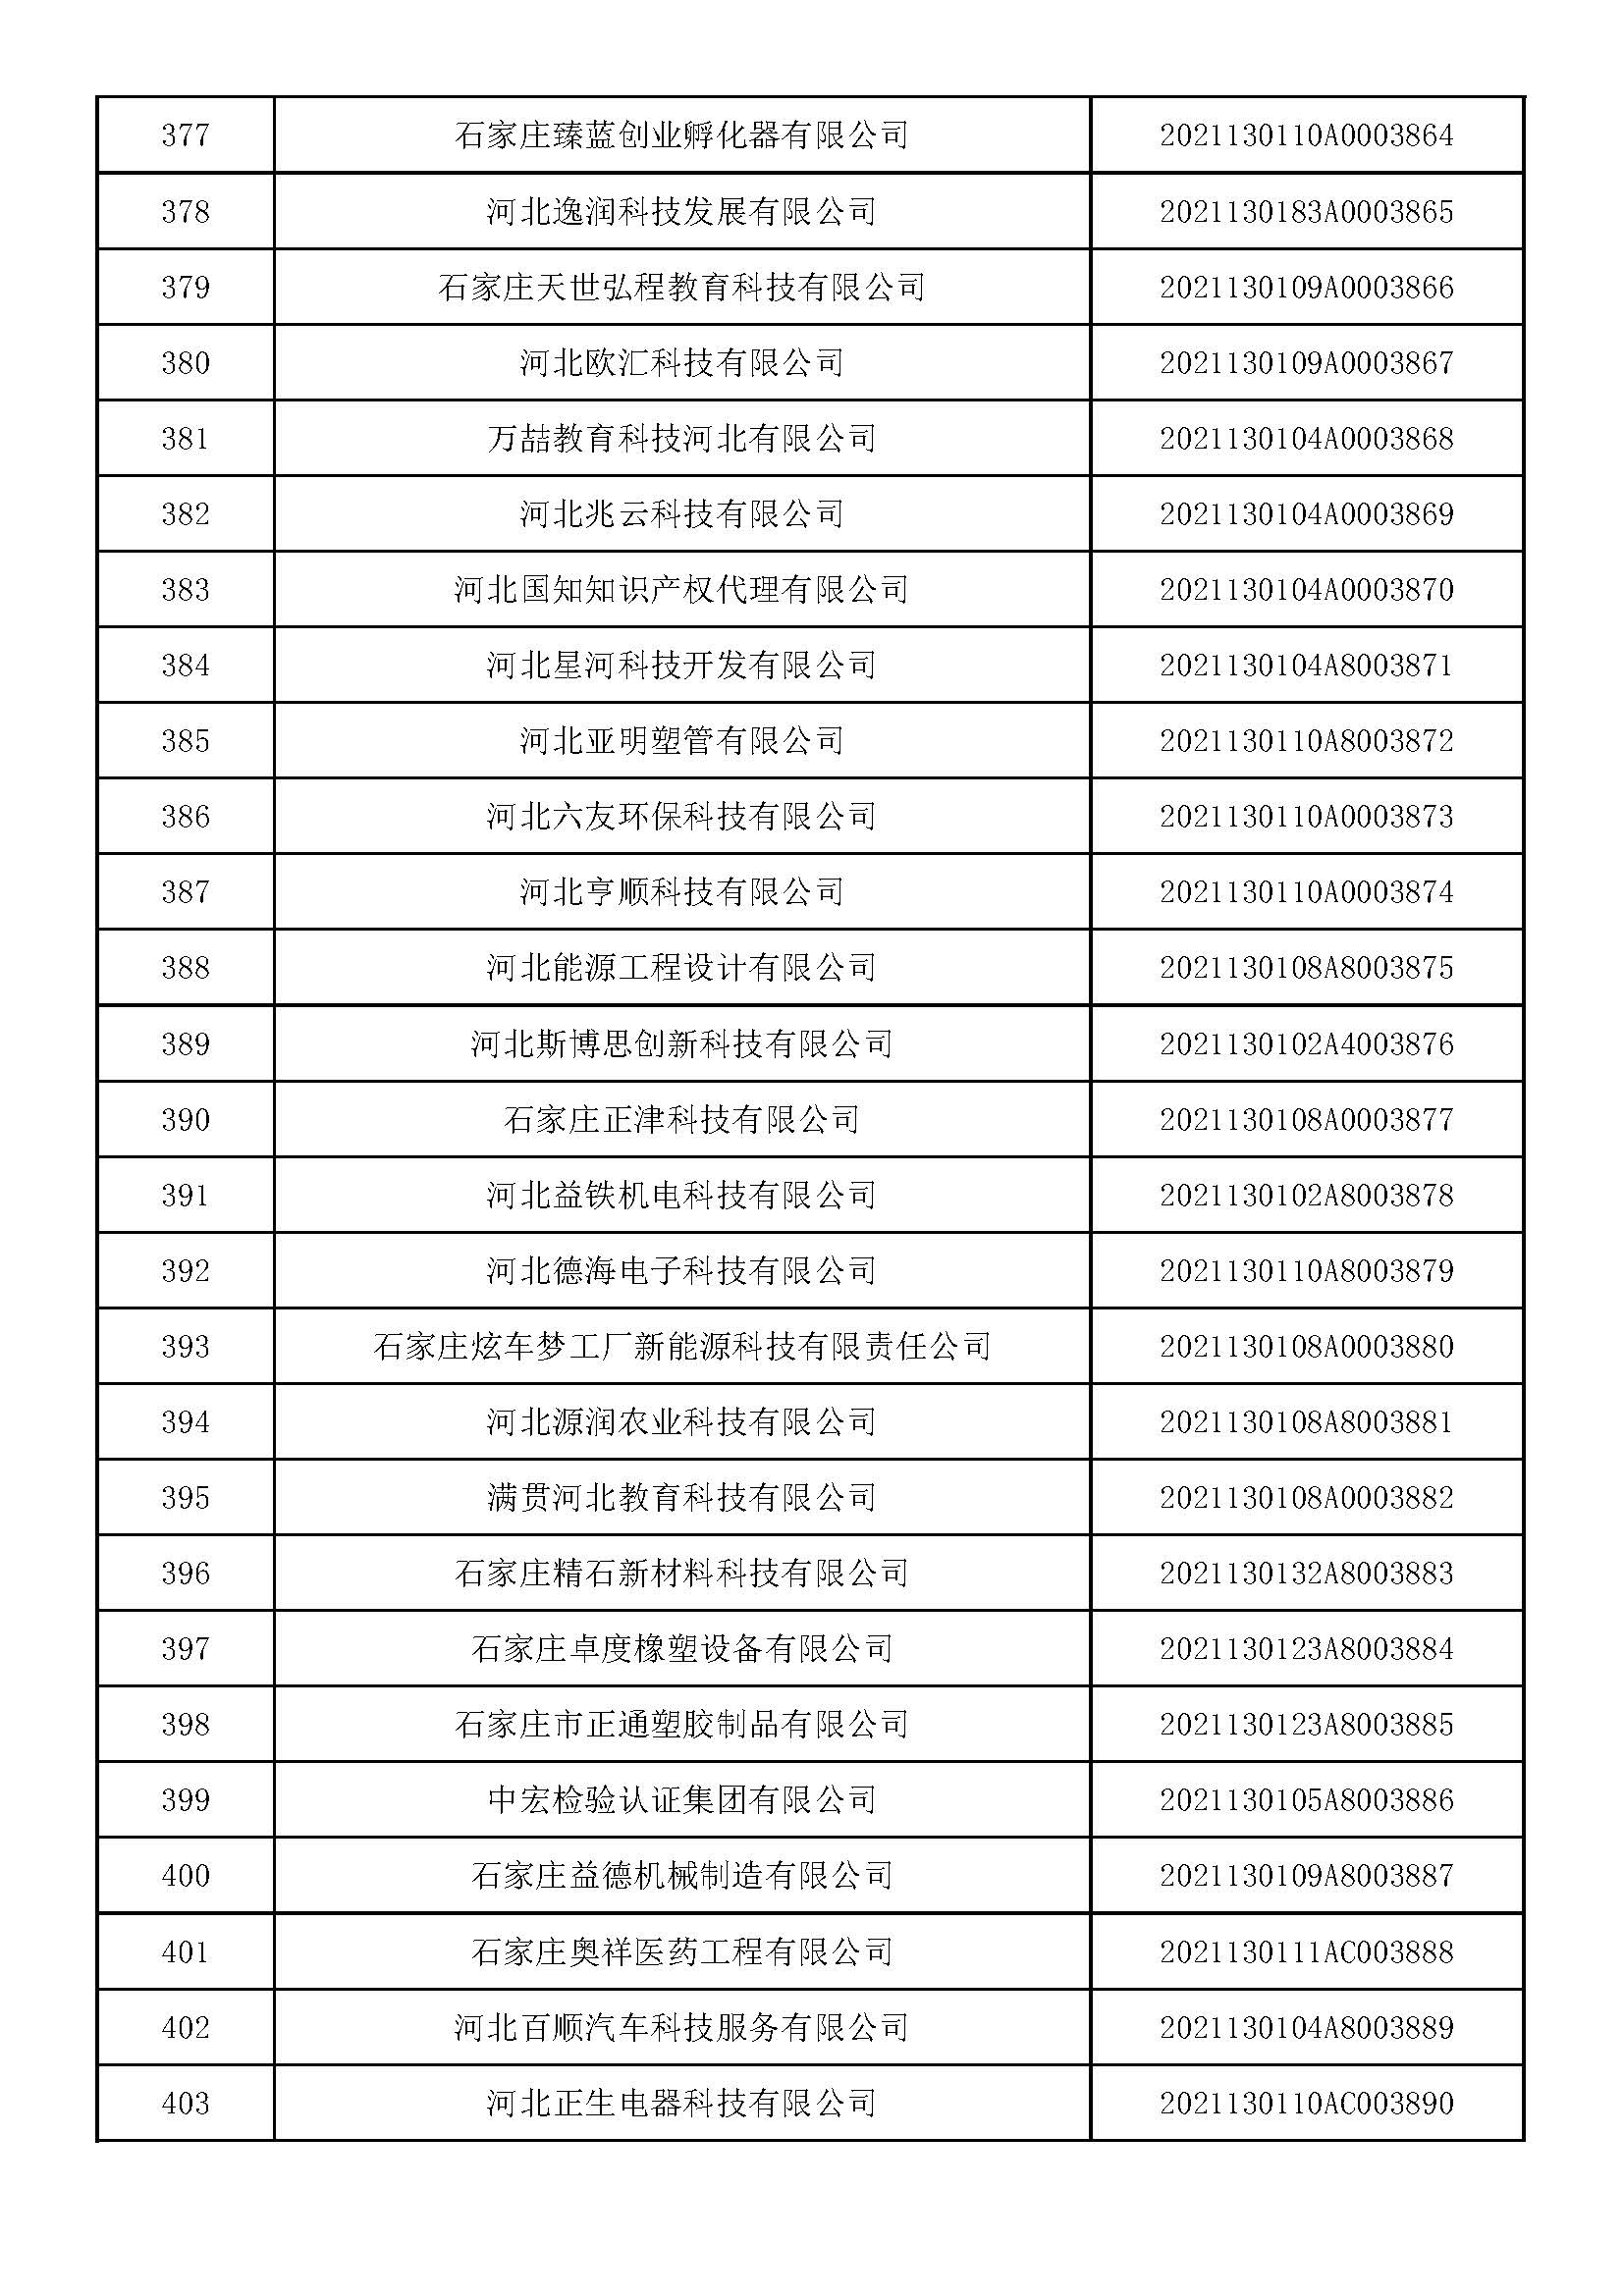 377 石家庄臻蓝创业孵化器有限公司 2021130110A0003864
378 河北逸润科技发展有限公司 2021130183A0003865
379 石家庄天世弘程教育科技有限公司 2021130109A0003866
380 河北欧汇科技有限公司 2021130109A0003867
381 万喆教育科技河北有限公司 2021130104A0003868
382 河北兆云科技有限公司 2021130104A0003869
383 河北国知知识产权代理有限公司 2021130104A0003870
384 河北星河科技开发有限公司 2021130104A8003871
385 河北亚明塑管有限公司 2021130110A8003872
386 河北六友环保科技有限公司 2021130110A0003873
387 河北亨顺科技有限公司 2021130110A0003874
388 河北能源工程设计有限公司 2021130108A8003875
389 河北斯博思创新科技有限公司 2021130102A4003876
390 石家庄正津科技有限公司 2021130108A0003877
391 河北益铁机电科技有限公司 2021130102A8003878
392 河北德海电子科技有限公司 2021130110A8003879
393 石家庄炫车梦工厂新能源科技有限责任公司 2021130108A0003880
394 河北源润农业科技有限公司 2021130108A8003881
395 满贯河北教育科技有限公司 2021130108A0003882
396 石家庄精石新材料科技有限公司 2021130132A8003883
397 石家庄卓度橡塑设备有限公司 2021130123A8003884
398 石家庄市正通塑胶制品有限公司 2021130123A8003885
399 中宏检验认证集团有限公司 2021130105A8003886
400 石家庄益德机械制造有限公司 2021130109A8003887
401 石家庄奥祥医药工程有限公司 2021130111AC003888
402 河北百顺汽车科技服务有限公司 2021130104A8003889
403 河北正生电器科技有限公司 2021130110AC003890